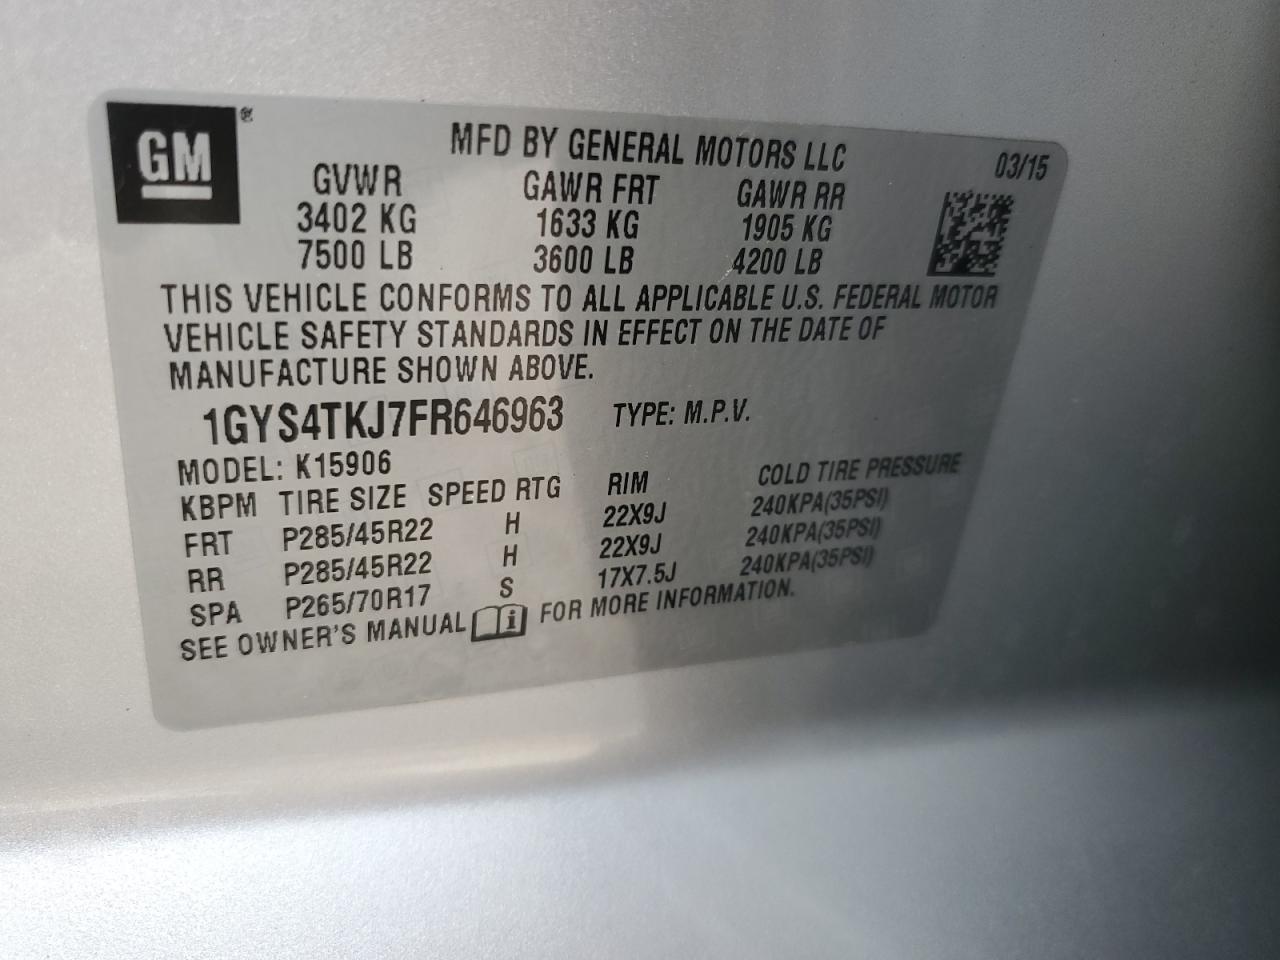 GM ®
MFD BY GENERAL MOTORS LLC 03/15
GVWR GAWR FRT GAWR RR
3402 KG 1633 KG 1905 KG
7500 LB 3600 LB 4200 LB
THIS VEHICLE CONFORMS TO ALL APPLICABLE U.S. FEDERAL MOTOR
VEHICLE SAFETY STANDARDS IN EFFECT ON THE DATE OF
MANUFACTURE SHOWN ABOVE.
1GYS4TKJ7FR646963 TYPE: M.P.V.
MODEL: K15906
KBPM TIRE SIZE SPEED RTG RIM COLD TIRE PRESSURE
FRT P285/45R22 H 22X9J 240KPA(35PSI)
RR P285/45R22 H 22X9J 240KPA(35PSI)
SPA P265/70R17 S 17X7.5J 240KPA(35PSI)
SEE OWNER'S MANUAL i FOR MORE INFORMATION.